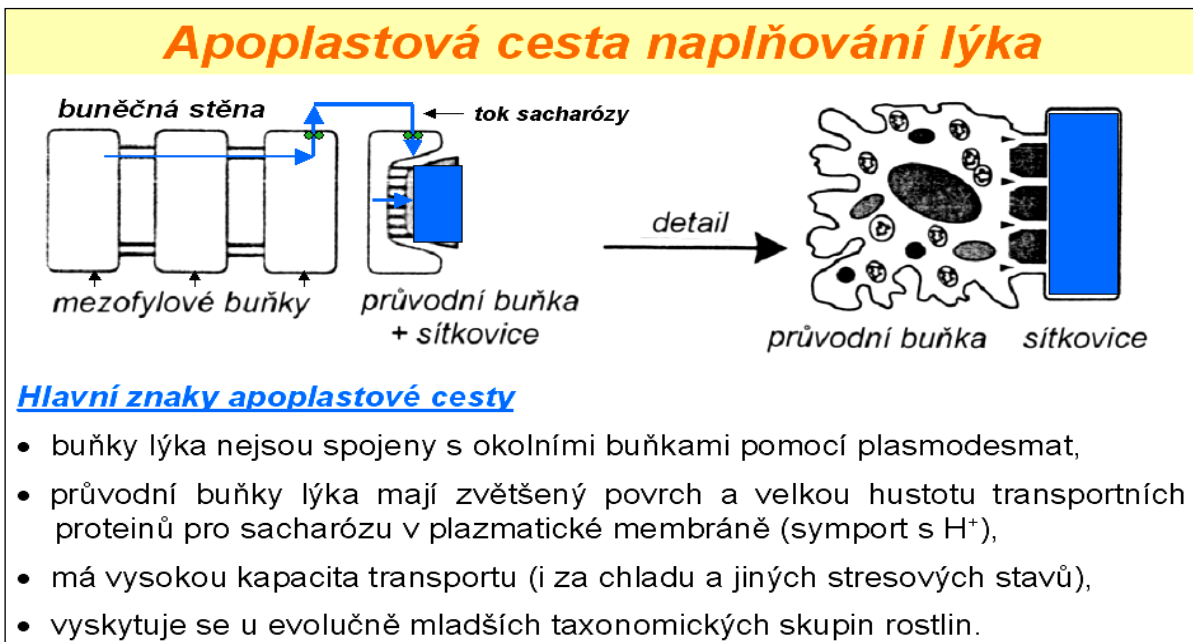 Apoplastová cesta naplňování lýka
buněčná stěna
tok sacharózy
detail
mezofylové buňky
průvodní buňka
+ sítkovice
průvodní buňka
sítkovice
Hlavní znaky apoplastové cesty
• buňky lýka nejsou spojeny s okolními buňkami pomocí plasmodesmat,
• průvodní buňky lýka mají zvětšený povrch a velkou hustotu transportních
proteinů pro sacharózu v plazmatické membráně (symport s H⁺),
• má vysokou kapacita transportu (i za chladu a jiných stresových stavů),
• vyskytuje se u evolučně mladších taxonomických skupin rostlin.